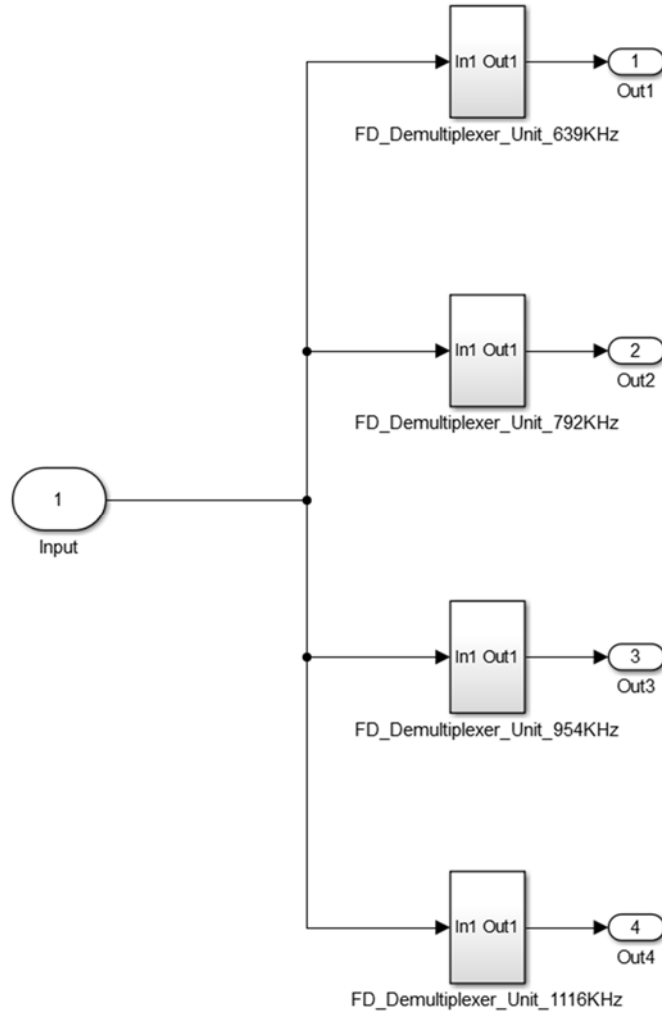 In1 Out1
1
Out1
FD_Demultiplexer_Unit_639KHz
In1 Out1
2
Out2
FD_Demultiplexer_Unit_792KHz
1
Input
In1 Out1
3
Out3
FD_Demultiplexer_Unit_954KHz
In1 Out1
4
Out4
FD_Demultiplexer_Unit_1116KHz